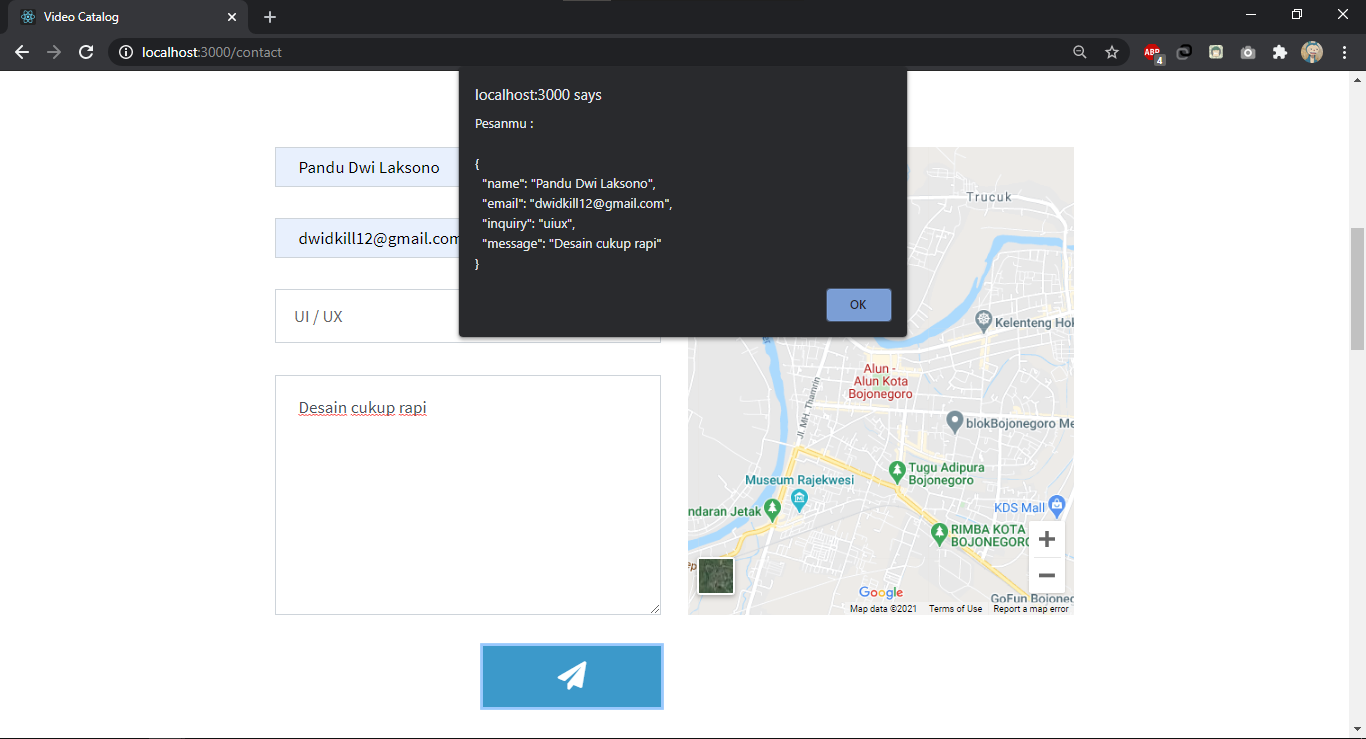 Video Catalog
localhost:3000/contact
ABP
4
localhost:3000 says
Pesanmu :
{
"name": "Pandu Dwi Laksono",
"email": "dwidkill12@gmail.com",
"inquiry": "uiux",
"message": "Desain cukup rapi"
}
OK
Pandu Dwi Laksono
dwidkill12@gmail.com
UI / UX
Desain cukup rapi
Trucuk
Kelenteng Hok
Alun -
Alun Kota
Bojonegoro
Jl. MH. Thamrin
blokBojonegoro Me
Tugu Adipura
Bojonegoro
Museum Rajekwesi
KDS Mall
ndaran Jetak
RIMBA KOTA
BOJONEGORO
GoFun Bojoneg
Google
Map data ©2021
Terms of Use
Report a map error